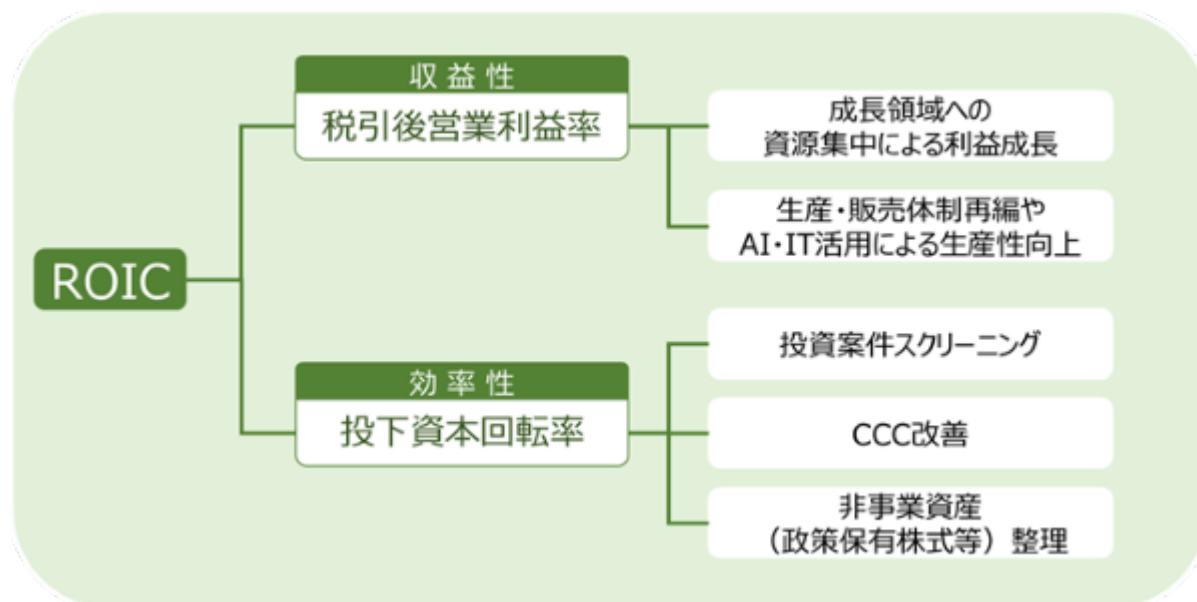 ROIC
収益性
税引後営業利益率
成長領域への
資源集中による利益成長
生産・販売体制再編や
AI・IT活用による生産性向上
効率性
投下資本回転率
投資案件スクリーニング
CCC改善
非事業資産
（政策保有株式等）整理